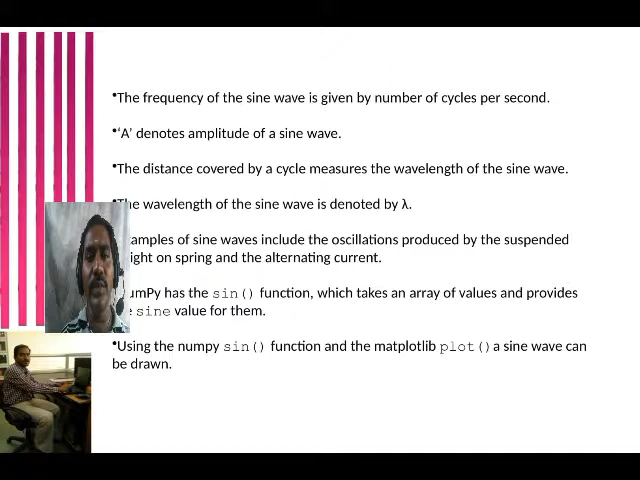 •The frequency of the sine wave is given by number of cycles per second.
•‘A’ denotes amplitude of a sine wave.
•The distance covered by a cycle measures the wavelength of the sine wave.
The wavelength of the sine wave is denoted by λ.
of sine waves include the oscillations produced by the suspended
on spring and the alternating current.
has the sin() function, which takes an array of values and provides
sine value for them.
•Using the numpy sin() function and the matplotlib plot()a sine wave can
be drawn.